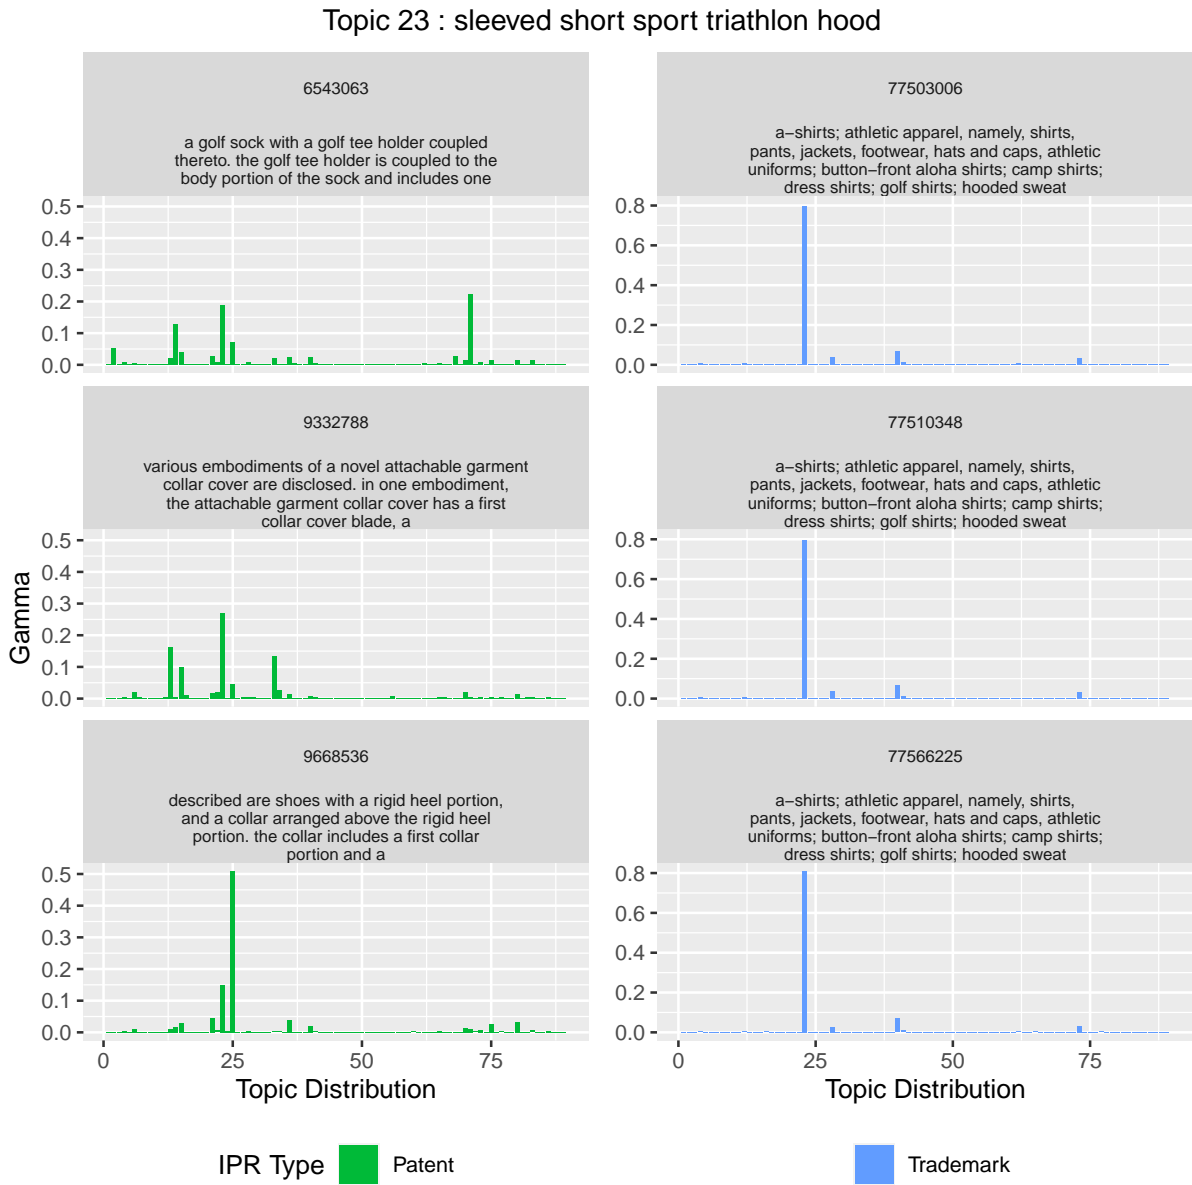 Topic 23 : sleeved short sport triathlon hood
6543063
a golf sock with a golf tee holder coupled
thereto. the golf tee holder is coupled to the
body portion of the sock and includes one
77503006
a−shirts; athletic apparel, namely, shirts,
pants, jackets, footwear, hats and caps, athletic
uniforms; button−front aloha shirts; camp shirts;
dress shirts; golf shirts; hooded sweat
0.5
0.4
0.3
0.2
0.1
0.0
0.8
0.6
0.4
0.2
0.0
9332788
various embodiments of a novel attachable garment
collar cover are disclosed. in one embodiment,
the attachable garment collar cover has a first
collar cover blade, a
77510348
a−shirts; athletic apparel, namely, shirts,
pants, jackets, footwear, hats and caps, athletic
uniforms; button−front aloha shirts; camp shirts;
dress shirts; golf shirts; hooded sweat
0.5
0.4
0.3
0.2
0.1
0.0
0.8
0.6
0.4
0.2
0.0
Gamma
9668536
described are shoes with a rigid heel portion,
and a collar arranged above the rigid heel
portion. the collar includes a first collar
portion and a
77566225
a−shirts; athletic apparel, namely, shirts,
pants, jackets, footwear, hats and caps, athletic
uniforms; button−front aloha shirts; camp shirts;
dress shirts; golf shirts; hooded sweat
0.5
0.4
0.3
0.2
0.1
0.0
0.8
0.6
0.4
0.2
0.0
0 25 50 75
0 25 50 75
Topic Distribution
Topic Distribution
IPR Type Patent Trademark